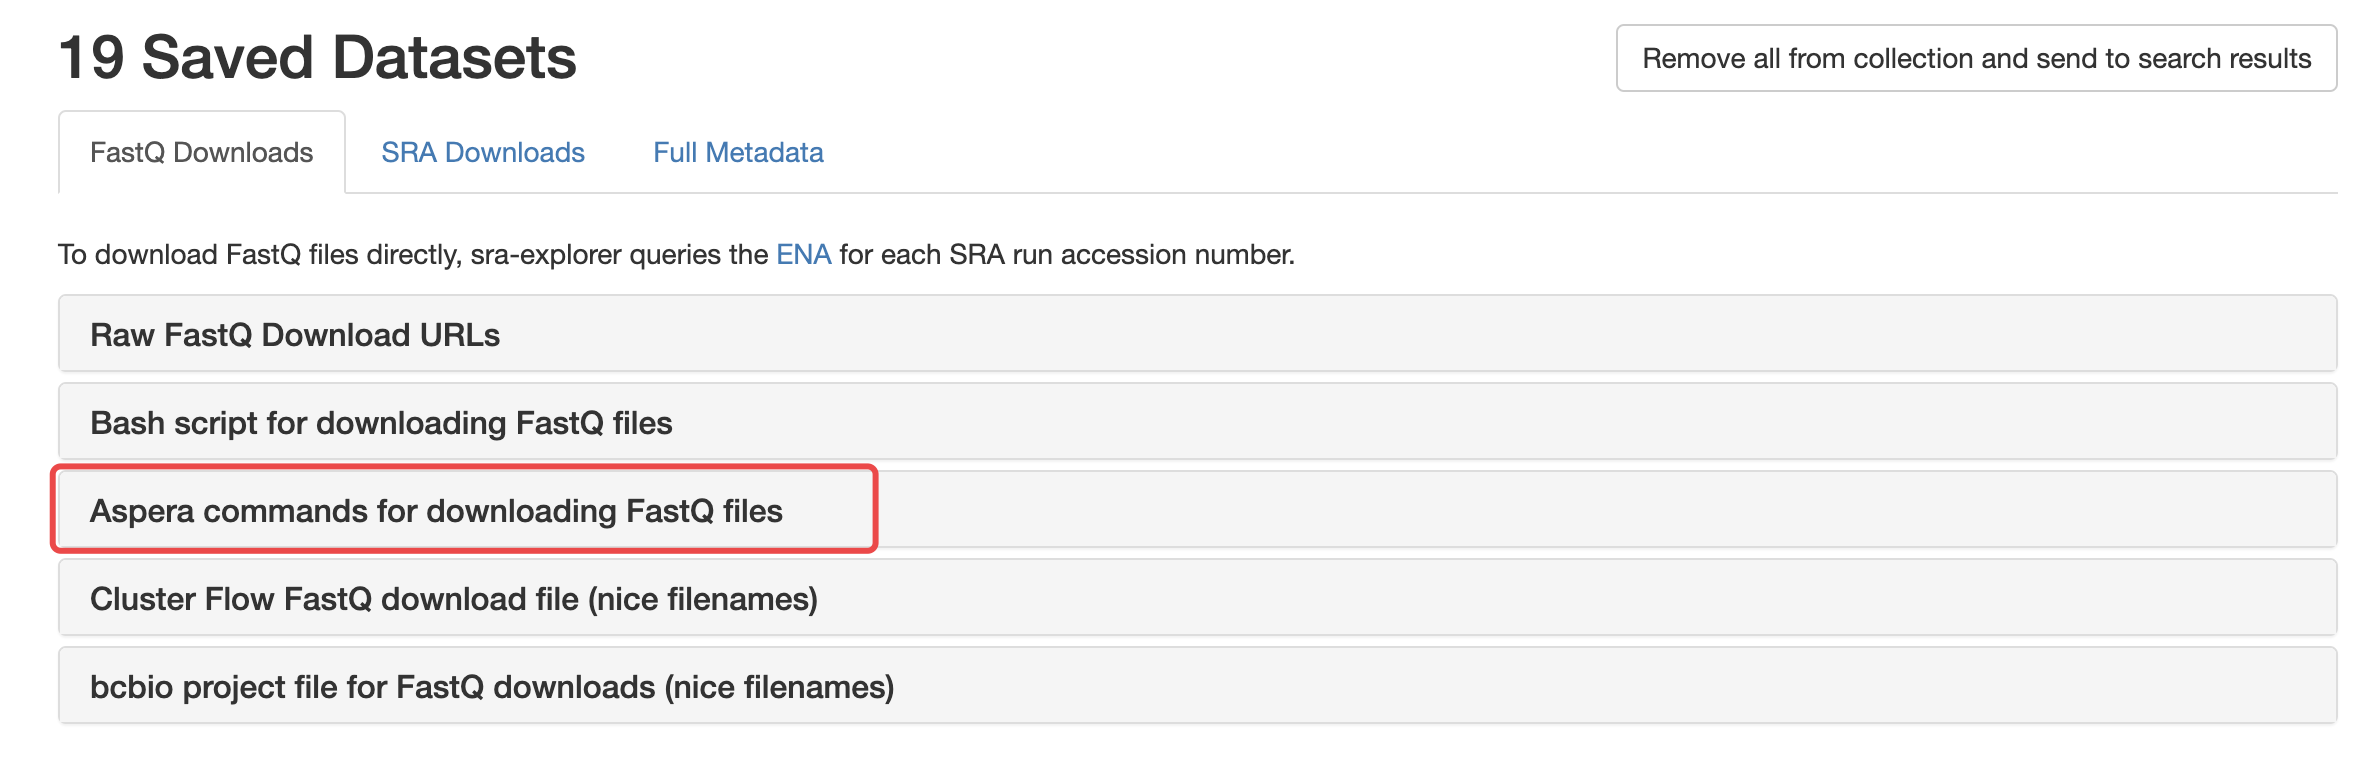 19 Saved Datasets
Remove all from collection and send to search results
FastQ Downloads
SRA Downloads
Full Metadata
To download FastQ files directly, sra-explorer queries the ENA for each SRA run accession number.
Raw FastQ Download URLs
Bash script for downloading FastQ files
Aspera commands for downloading FastQ files
Cluster Flow FastQ download file (nice filenames)
bcbio project file for FastQ downloads (nice filenames)